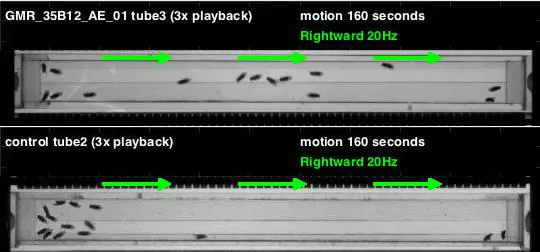 GMR_35B12_AE_01 tube3 (3x playback)
motion 160 seconds
Rightward 20Hz
control tube2 (3x playback)
motion 160 seconds
Rightward 20Hz